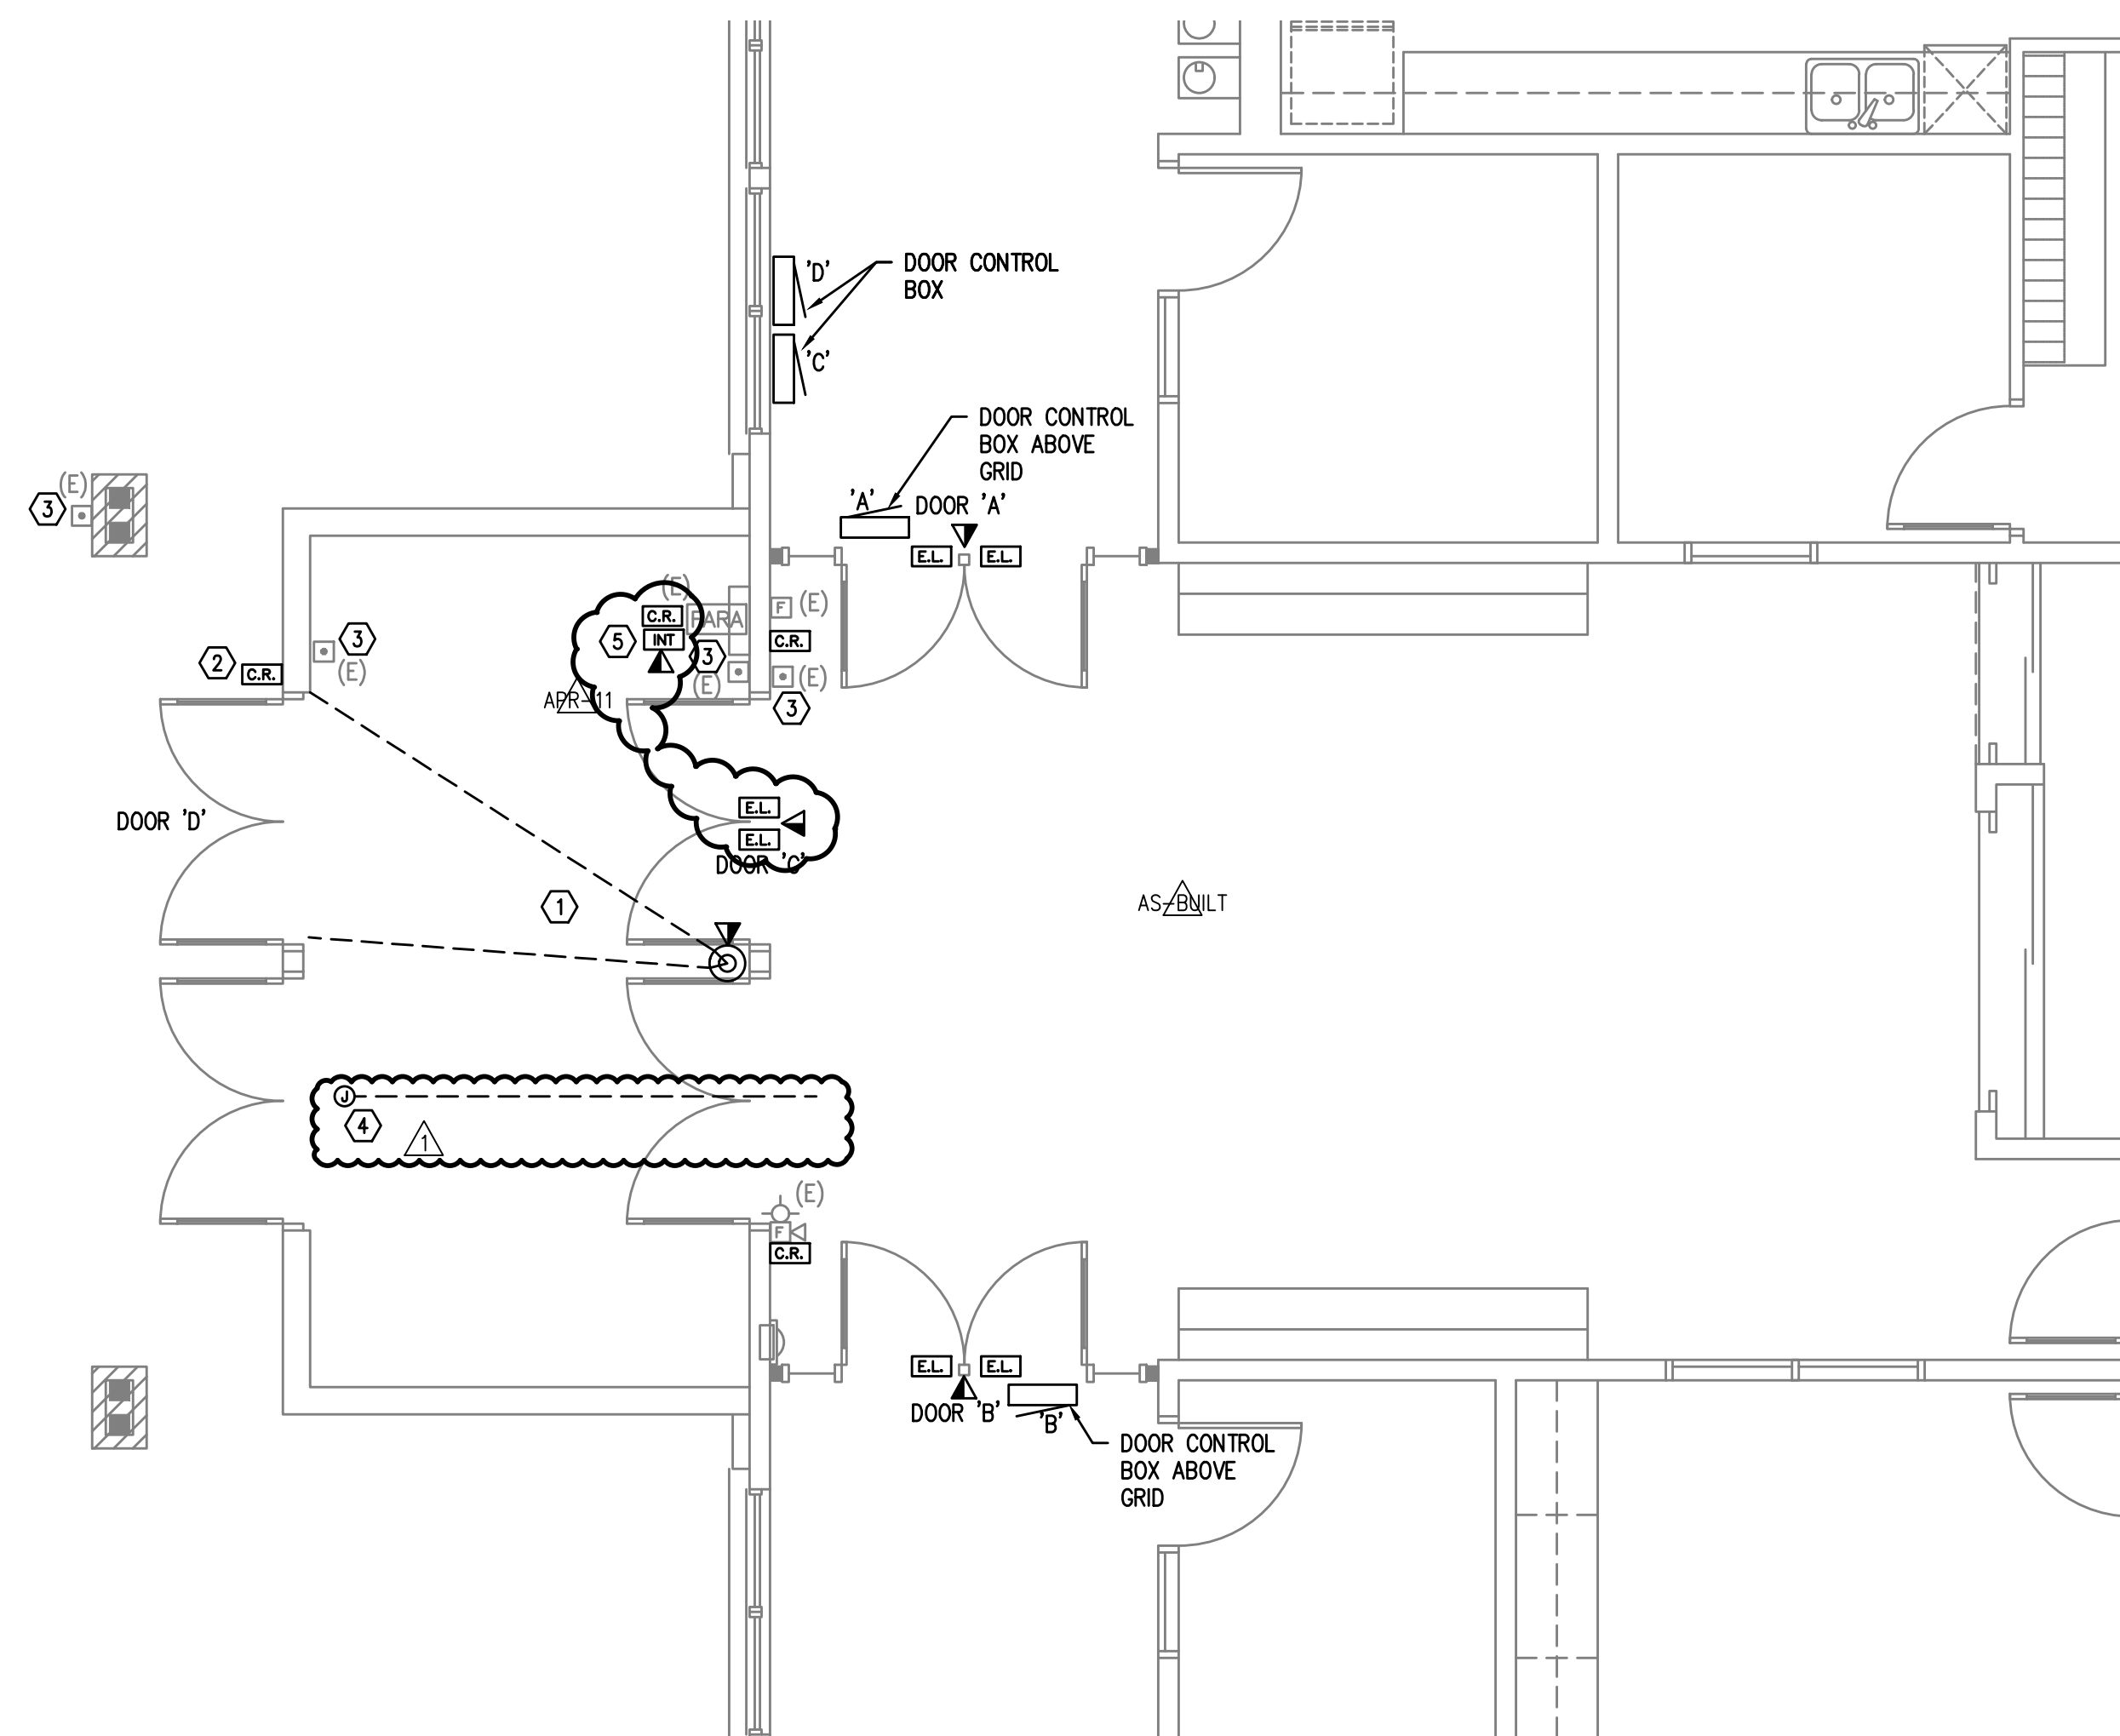 'D'
DOOR CONTROL
BOX
'C'
DOOR CONTROL
BOX ABOVE
GRID
(E)
3
'A'
DOOR 'A'
E.L.
E.L.
(E)
C.R.
PARA
F
(E)
3
5
INT
C.R.
2
C.R.
(E)
3
(E)
(E)
APR-11
3
DOOR 'D'
E.L.
E.L.
DOOR 'C'
1
AS-BUILT
J
4
1
(E)
F
C.R.
E.L.
E.L.
DOOR 'B'
'B'
DOOR CONTROL
BOX ABOVE
GRID